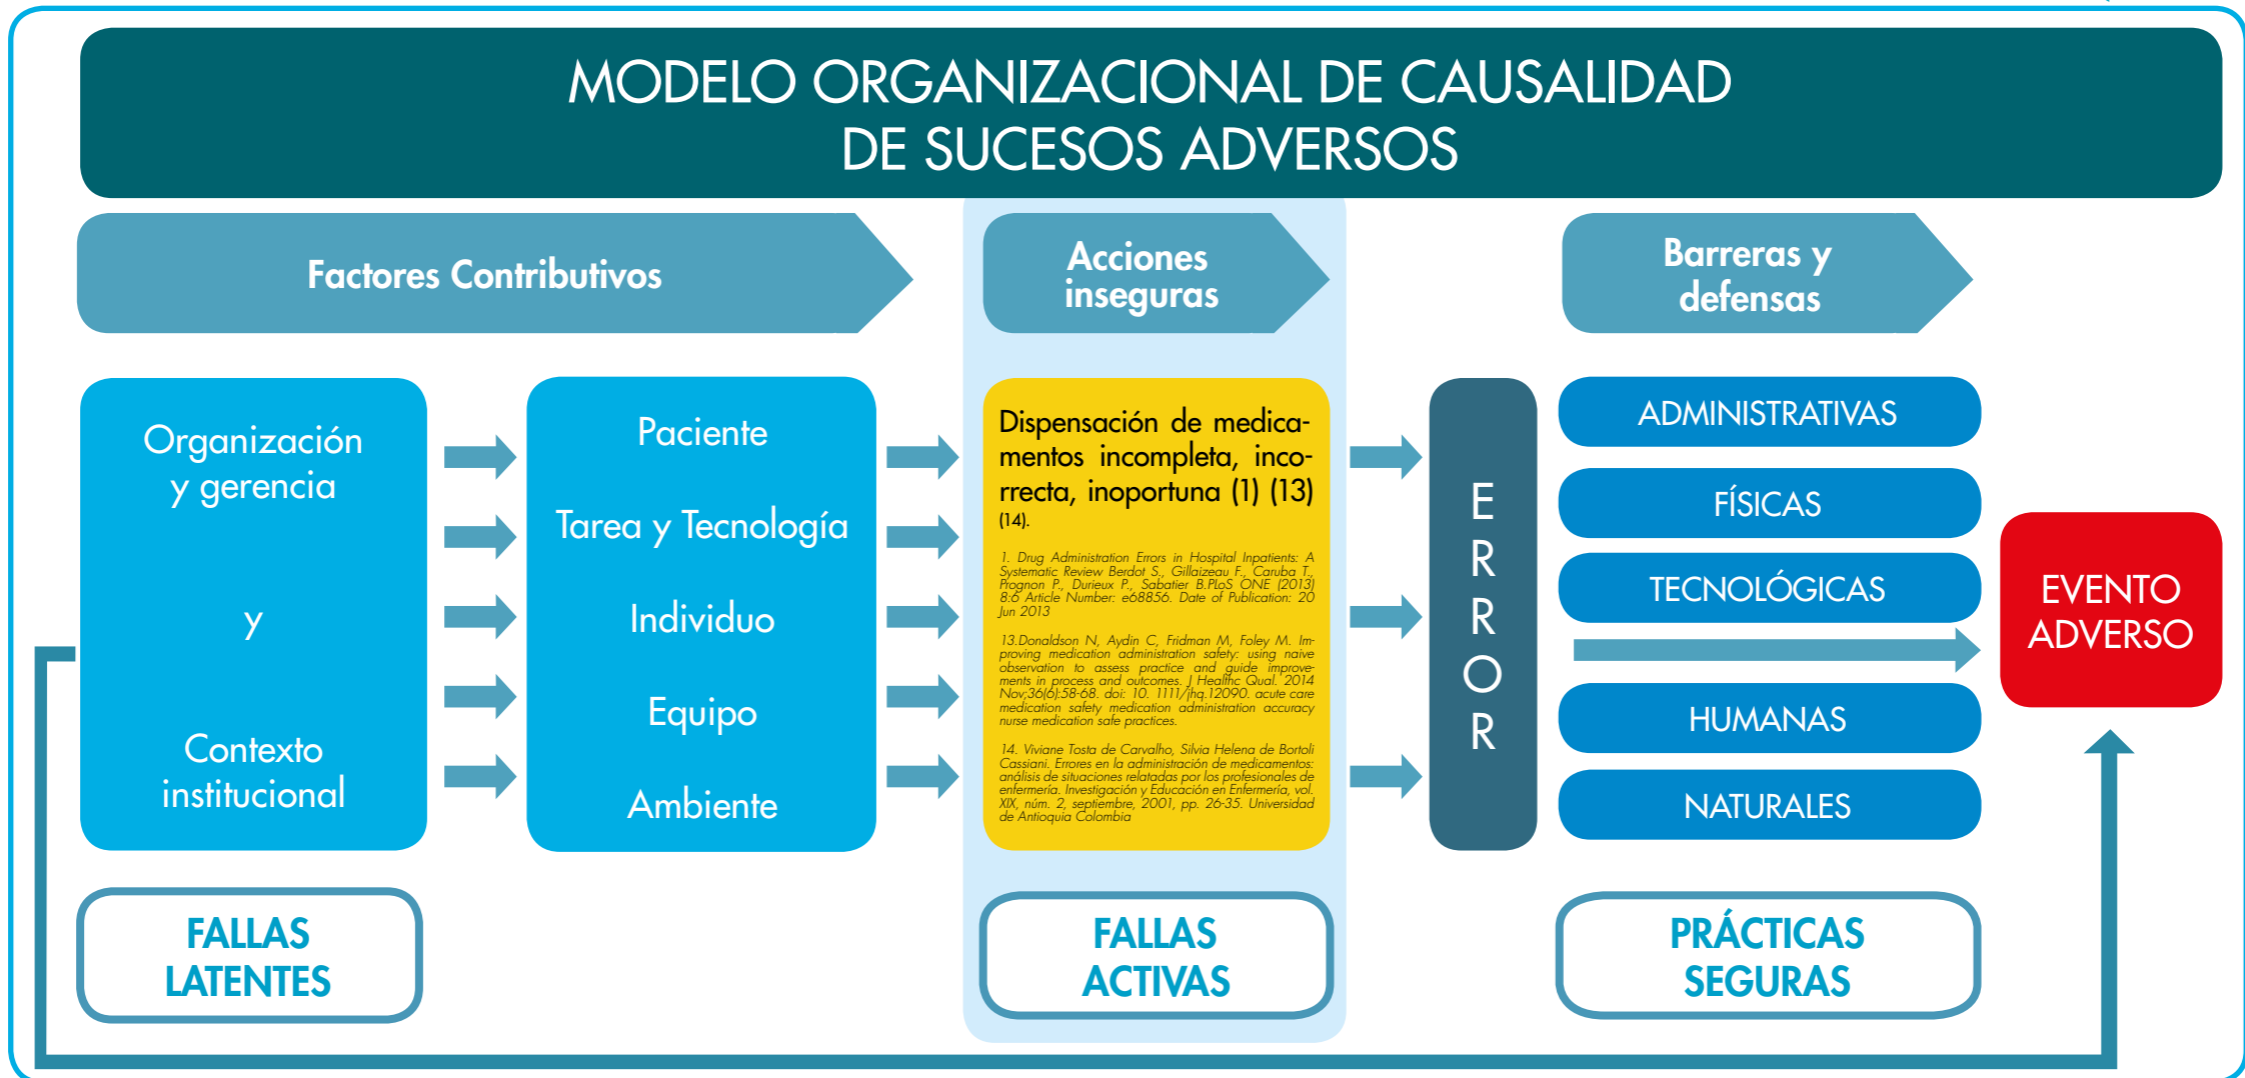 MODELO ORGANIZACIONAL DE CAUSALIDAD
DE SUCESOS ADVERSOS
Factores Contributivos
Acciones
inseguras
Barreras y
defensas
Organización
y gerencia
y
Contexto
institucional
Paciente
Tarea y Tecnología
Individuo
Equipo
Ambiente
Dispensación de medica-
mentos incompleta, inco-
rrecta, inoportuna (1) (13)
(14).
1. Drug Administration Errors in Hospital Inpatients: A
Systematic Review Berdot S., Gillaizeau F., Caruba T.,
Prognon P., Durieux P., Sabatier B.PLoS ONE (2013)
8:6 Article Number: e68856. Date of Publication: 20
Jun 2013
13.Donaldson N, Aydin C, Fridman M, Foley M. Im-
proving medication administration safety: using naive
observation to assess practice and guide improve-
ments in process and outcomes. J Healthc Qual. 2014
Nov;36(6):58-68. doi: 10. 1111/jhq.12090. acute care
medication safety medication administration accuracy
nurse medication safe practices.
14. Viviane Tosta de Carvalho, Silvia Helena de Bortoli
Cassiani. Errores en la administración de medicamentos:
análisis de situaciones relatadas por los profesionales de
enfermería. Investigación y Educación en Enfermería, vol.
XIX, núm. 2, septiembre, 2001, pp. 26-35. Universidad
de Antioquia Colombia
E
R
R
O
R
ADMINISTRATIVAS
FÍSICAS
TECNOLÓGICAS
HUMANAS
NATURALES
EVENTO
ADVERSO
FALLAS
LATENTES
FALLAS
ACTIVAS
PRÁCTICAS
SEGURAS